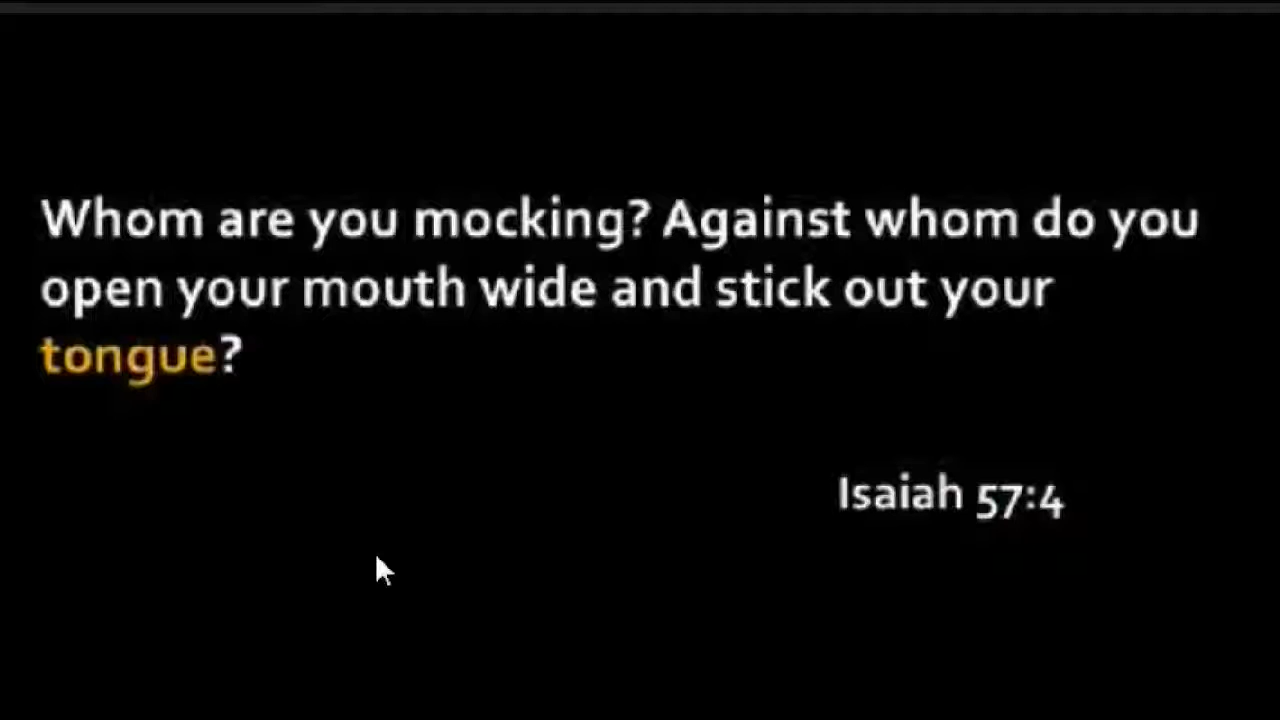 Whom are you mocking? Against whom do you
open your mouth wide and stick out your
tongue?
Isaiah 57:4